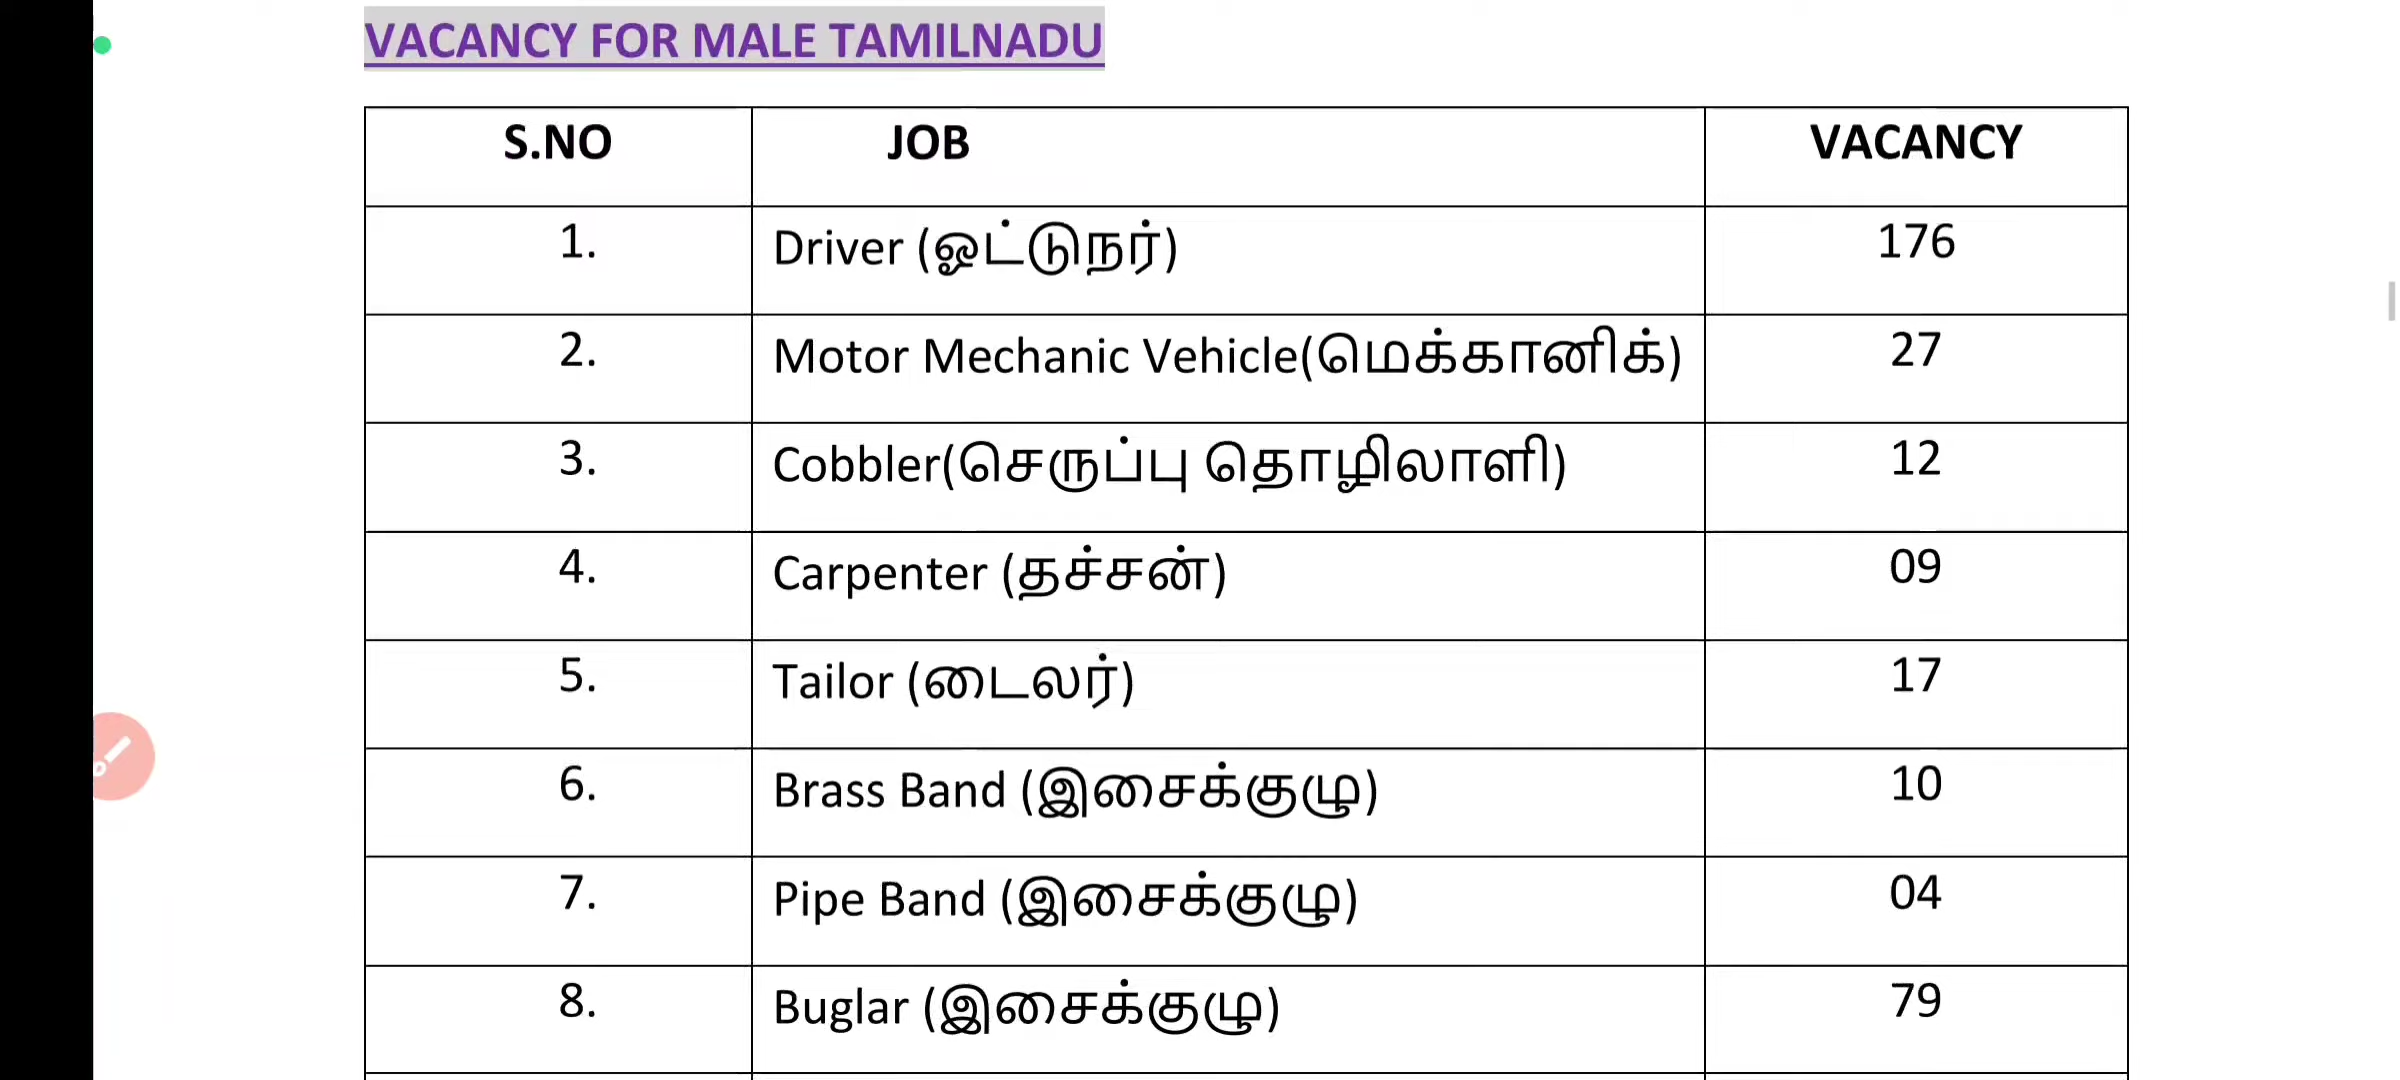 VACANCY FOR MALE TAMILNADU
S.NO JOB VACANCY
1. Driver (ஓட்டுநர்) 176
2. Motor Mechanic Vehicle(மெக்கானிக்) 27
3. Cobbler(செருப்பு தொழிலாளி) 12
4. Carpenter (தச்சன்) 09
5. Tailor (டைலர்) 17
6. Brass Band (இசைக்குழு) 10
7. Pipe Band (இசைக்குழு) 04
8. Buglar (இசைக்குழு) 79